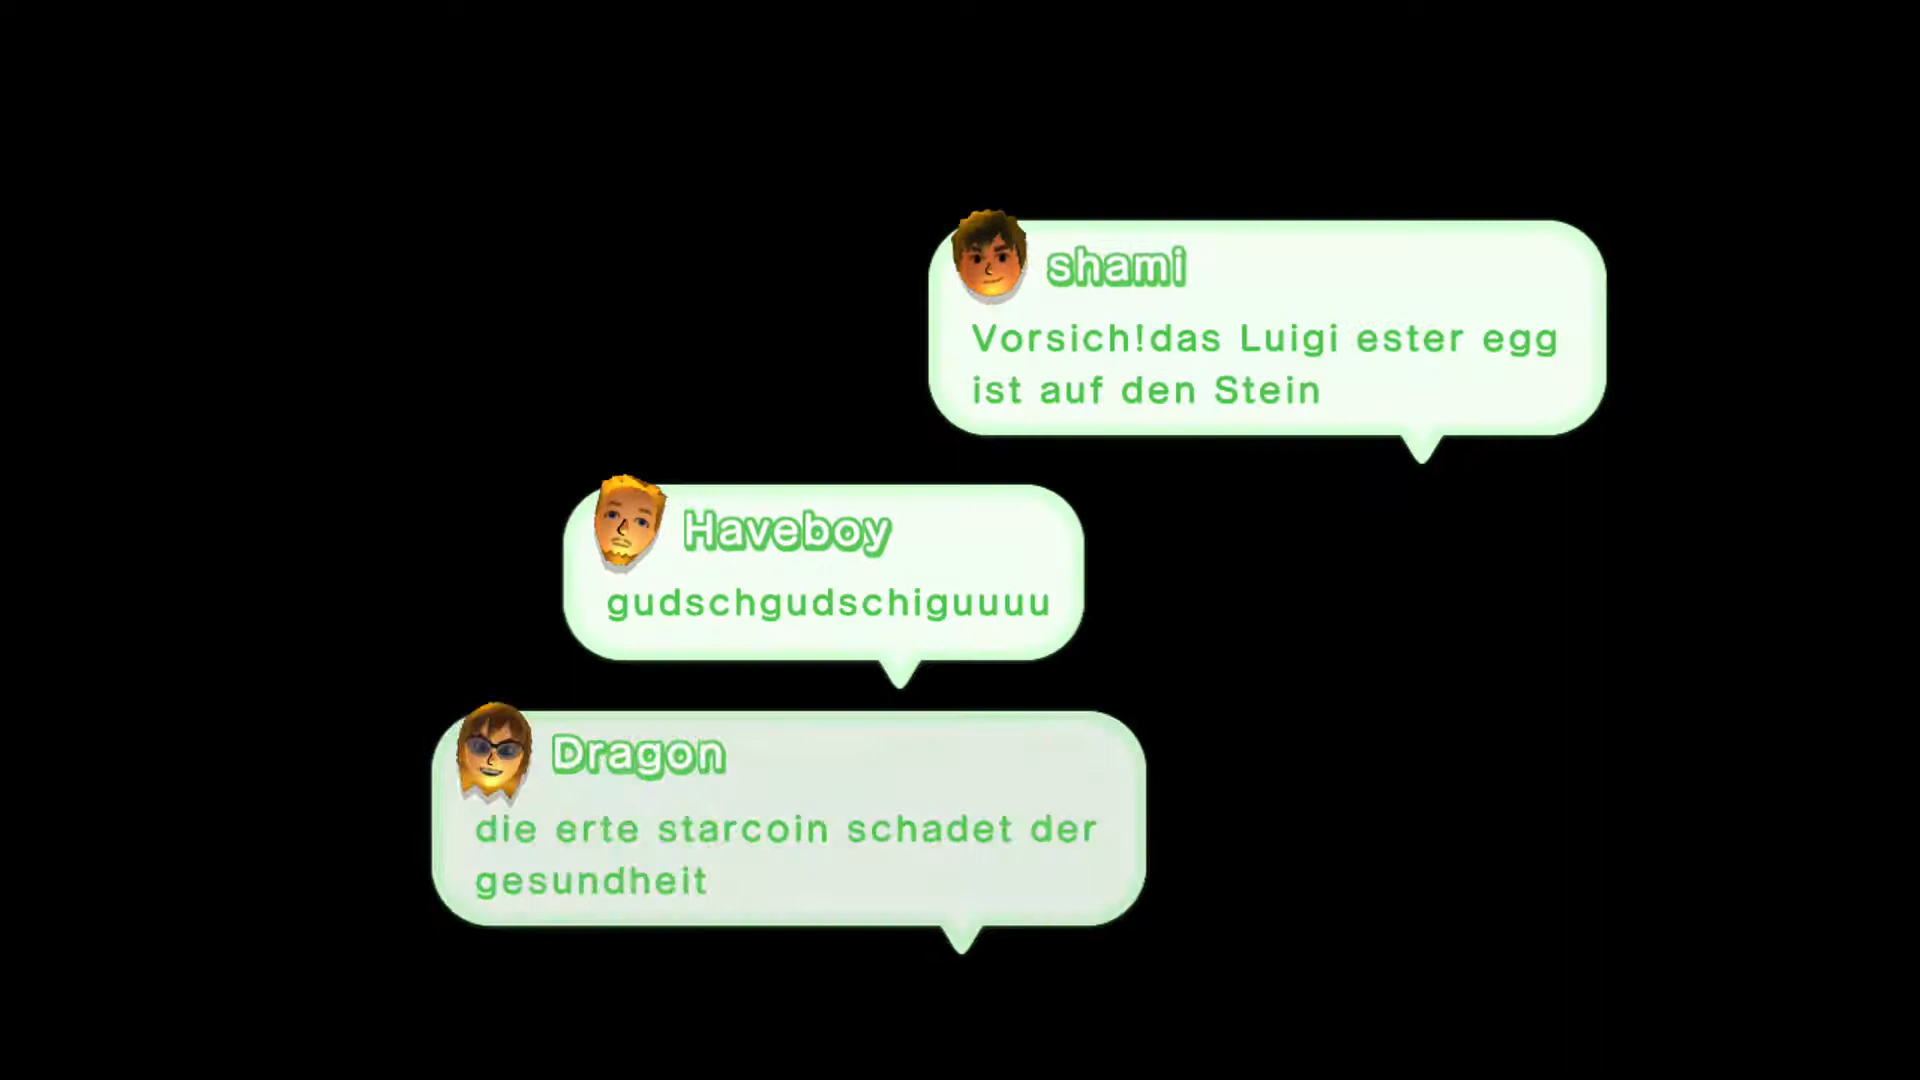 shami
Vorsich!das Luigi ester egg
ist auf den Stein
Haveboy
gudschgudschiguuuu
Dragon
die erte starcoin schadet der
gesundheit